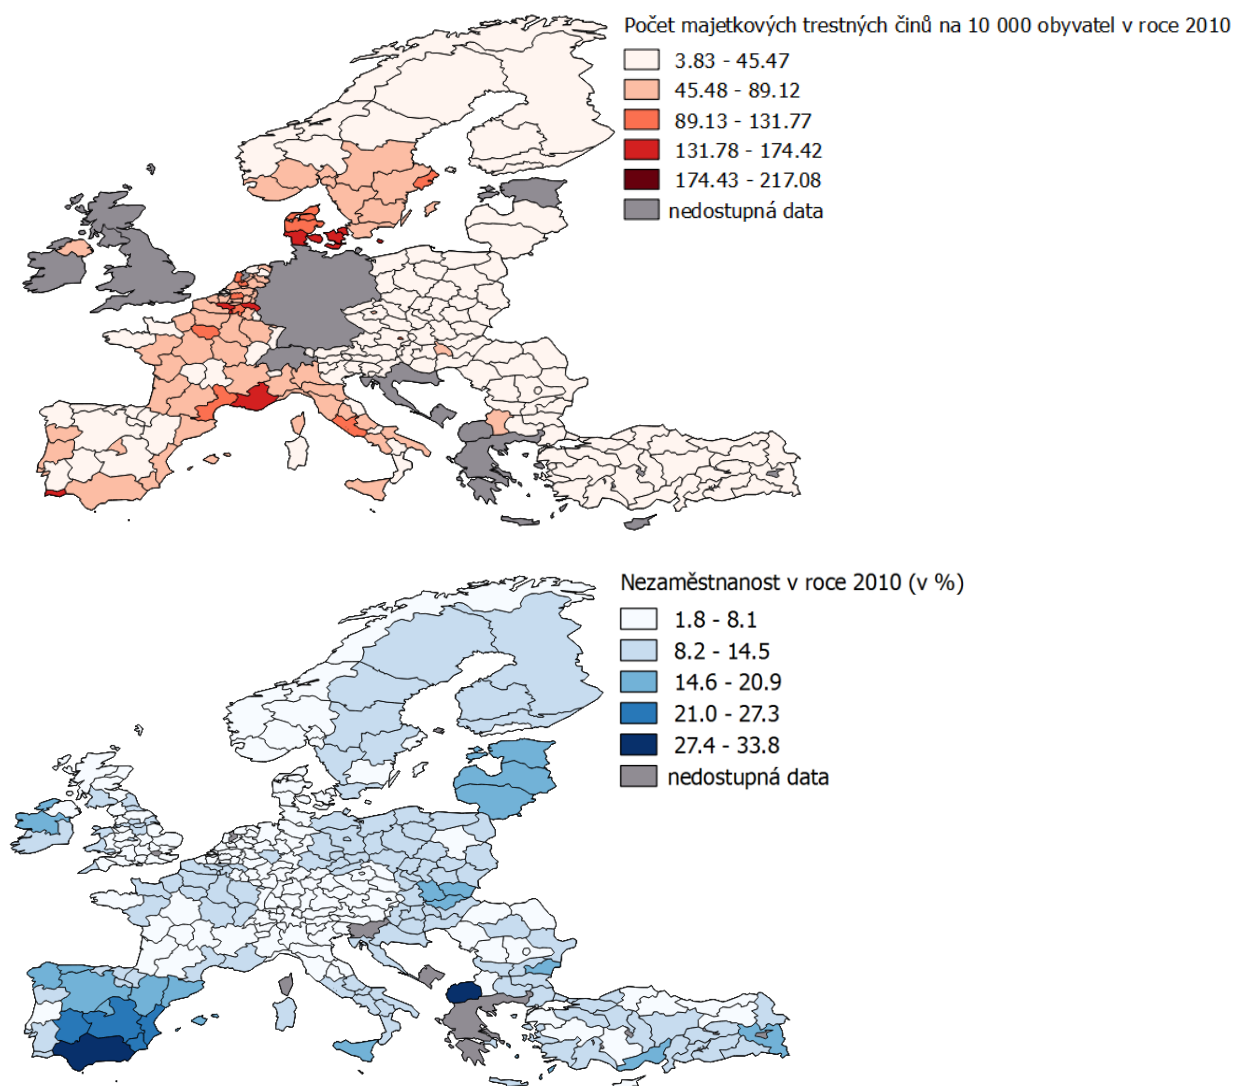 Počet majetkových trestných činů na 10 000 obyvatel v roce 2010
3.83 - 45.47
45.48 - 89.12
89.13 - 131.77
131.78 - 174.42
174.43 - 217.08
nedostupná data
Nezaměstnanost v roce 2010 (v %)
1.8 - 8.1
8.2 - 14.5
14.6 - 20.9
21.0 - 27.3
27.4 - 33.8
nedostupná data